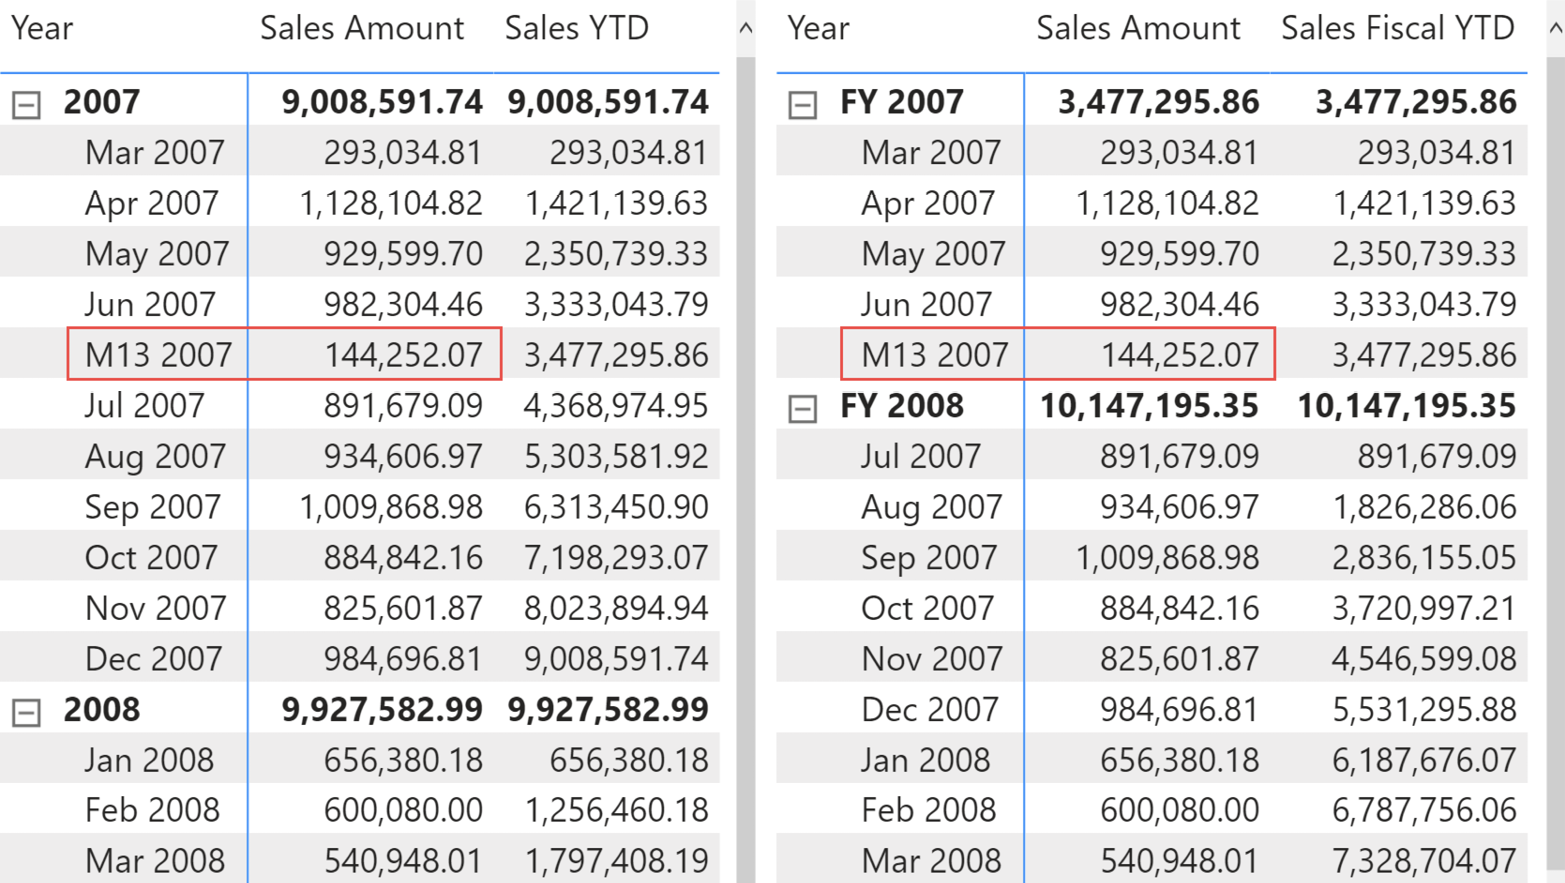 Year Sales Amount Sales YTD
2007 9,008,591.74 9,008,591.74
Mar 2007 293,034.81 293,034.81
Apr 2007 1,128,104.82 1,421,139.63
May 2007 929,599.70 2,350,739.33
Jun 2007 982,304.46 3,333,043.79
M13 2007 144,252.07 3,477,295.86
Jul 2007 891,679.09 4,368,974.95
Aug 2007 934,606.97 5,303,581.92
Sep 2007 1,009,868.98 6,313,450.90
Oct 2007 884,842.16 7,198,293.07
Nov 2007 825,601.87 8,023,894.94
Dec 2007 984,696.81 9,008,591.74
2008 9,927,582.99 9,927,582.99
Jan 2008 656,380.18 656,380.18
Feb 2008 600,080.00 1,256,460.18
Mar 2008 540,948.01 1,797,408.19
Year Sales Amount Sales Fiscal YTD
FY 2007 3,477,295.86 3,477,295.86
Mar 2007 293,034.81 293,034.81
Apr 2007 1,128,104.82 1,421,139.63
May 2007 929,599.70 2,350,739.33
Jun 2007 982,304.46 3,333,043.79
M13 2007 144,252.07 3,477,295.86
FY 2008 10,147,195.35 10,147,195.35
Jul 2007 891,679.09 891,679.09
Aug 2007 934,606.97 1,826,286.06
Sep 2007 1,009,868.98 2,836,155.05
Oct 2007 884,842.16 3,720,997.21
Nov 2007 825,601.87 4,546,599.08
Dec 2007 984,696.81 5,531,295.88
Jan 2008 656,380.18 6,187,676.07
Feb 2008 600,080.00 6,787,756.06
Mar 2008 540,948.01 7,328,704.07